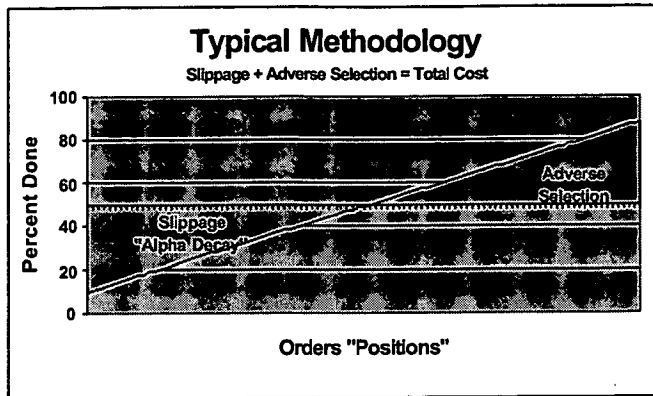 Typical Methodology
Slippage + Adverse Selection = Total Cost
100
80
60
40
20
0
Percent Done
Adverse
Selection
Slippage
"Alpha Decay"
Orders "Positions"